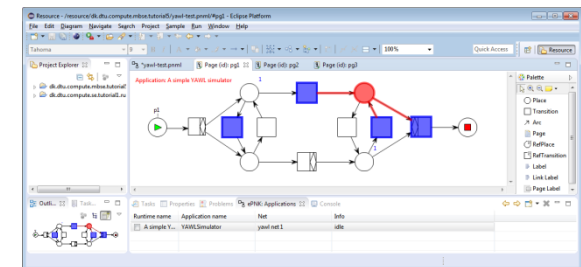 Resource - /resource/dk.dtu.compute.mbse.tutorial5/yawl-test.pnml#pg1 - Eclipse Platform
File Edit Diagram Navigate Search Project Sample Run Window Help
Tahoma 9 100% Quick Access Resource
Project Explorer *yawl-test.pnml Page (id): pg1 Page (id): pg2 Page (id): pg3
dk.dtu.compute.mbse.tutorial!
dk.dtu.compute.se.tutorial1.ru
Application: A simple YAWL simulator.
1
p1
1
Palette
Place
Transition
Arc
Page
RefPlace
RefTransition
Label
Link Label
Page Label
Outli... Task... Tasks Properties Problems ePNK: Applications Console
Runtime name Application name Net Info
A simple Y... YAWLSimulator yawl net 1 idle